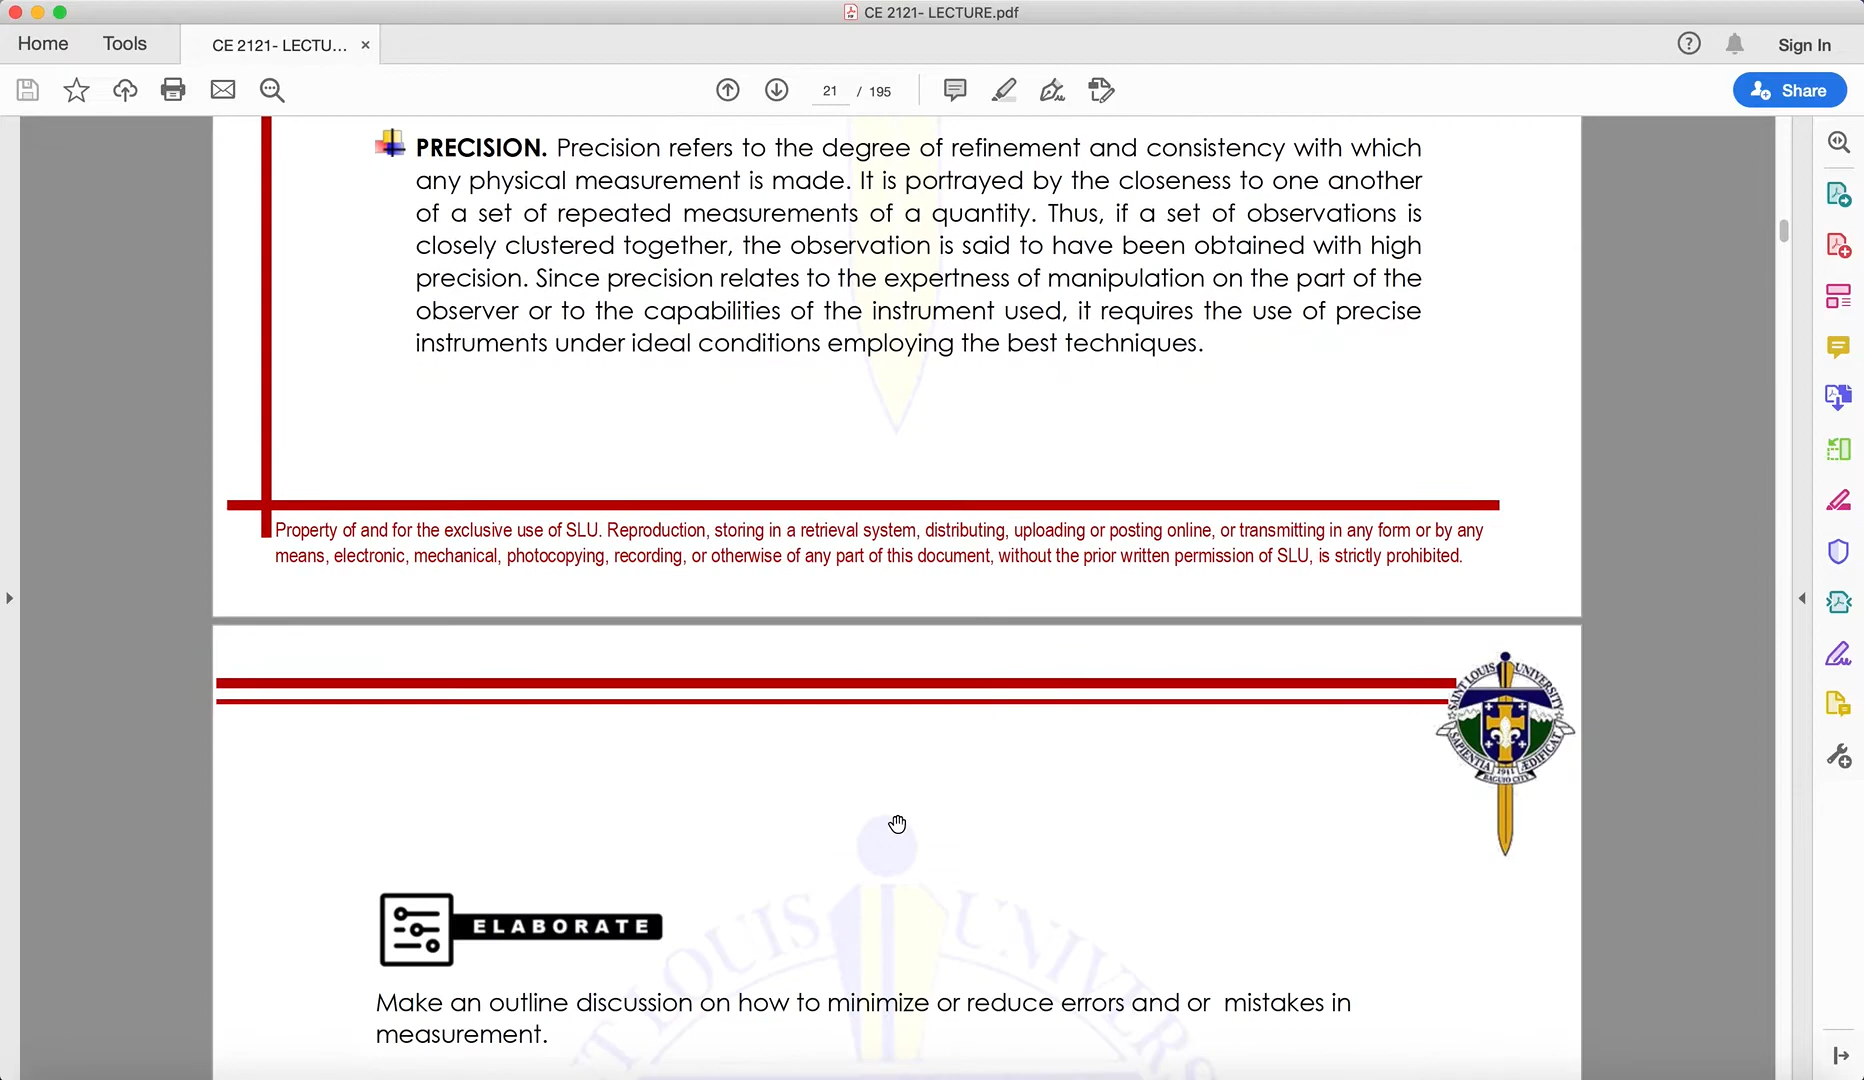 CE 2121- LECTURE.pdf
Home Tools CE 2121- LECTU... × Sign In
21 / 195 Share
PRECISION. Precision refers to the degree of refinement and consistency with which
any physical measurement is made. It is portrayed by the closeness to one another
of a set of repeated measurements of a quantity. Thus, if a set of observations is
closely clustered together, the observation is said to have been obtained with high
precision. Since precision relates to the expertness of manipulation on the part of the
observer or to the capabilities of the instrument used, it requires the use of precise
instruments under ideal conditions employing the best techniques.
Property of and for the exclusive use of SLU. Reproduction, storing in a retrieval system, distributing, uploading or posting online, or transmitting in any form or by any
means, electronic, mechanical, photocopying, recording, or otherwise of any part of this document, without the prior written permission of SLU, is strictly prohibited.
SAINT LOUIS UNIVERSITY
SAPIENTIA ÆDIFICAT
1911
BAGUIO CITY
ELABORATE
Make an outline discussion on how to minimize or reduce errors and or  mistakes in
measurement.